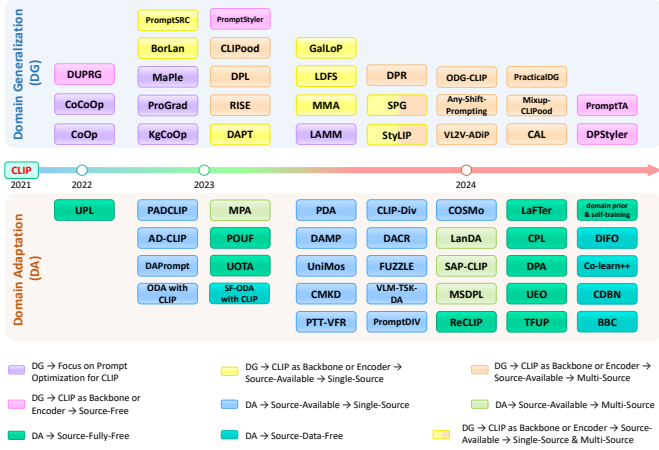 Domain Generalization
(DG)
PromptSRC
PromptStyler
BorLan
CLIPood
GalLoP
DUPRG
MaPle
DPL
LDFS
DPR
ODG-CLIP
PracticalDG
CoCoOp
ProGrad
RISE
MMA
SPG
Any-Shift-
Prompting
Mixup-
CLIPood
PromptTA
CoOp
KgCoOp
DAPT
LAMM
StyLIP
VL2V-ADiP
CAL
DPStyler
CLIP
2021
2022
2023
2024
Domain Adaptation
(DA)
UPL
PADCLIP
MPA
PDA
CLIP-Div
COSMo
LaFTer
domain prior
& self-training
AD-CLIP
POUF
DAMP
DACR
LanDA
CPL
DIFO
DAPrompt
UOTA
UniMos
FUZZLE
SAP-CLIP
DPA
Co-learn++
ODA with
CLIP
SF-ODA
with CLIP
CMKD
VLM-TSK-
DA
MSDPL
UEO
CDBN
PTT-VFR
PromptDIV
ReCLIP
TFUP
BBC
DG → Focus on Prompt
Optimization for CLIP
DG → CLIP as Backbone or Encoder →
Source-Available → Single-Source
DG → CLIP as Backbone or Encoder →
Source-Available → Multi-Source
DG → CLIP as Backbone or
Encoder → Source-Free
DA → Source-Available → Single-Source
DA→ Source-Available → Multi-Source
DA → Source-Fully-Free
DA → Source-Data-Free
DG → CLIP as Backbone or Encoder → Source-
Available → Single-Source & Multi-Source